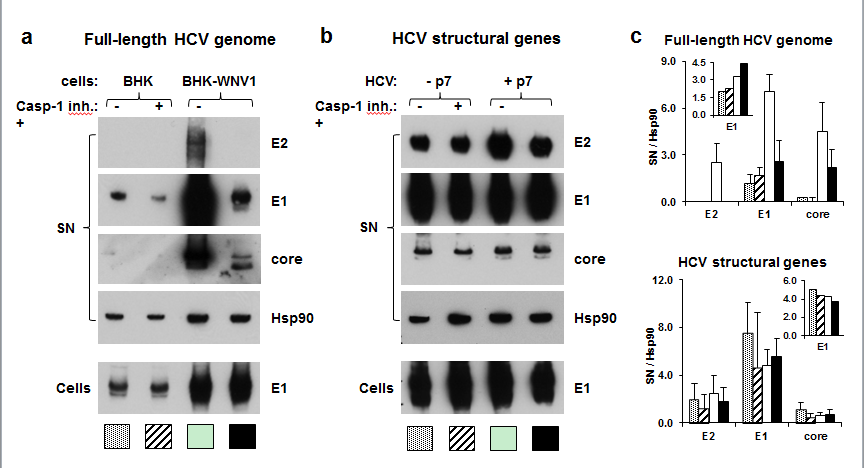 a Full-length HCV genome
cells: BHK BHK-WNV1
Casp-1 inh.: - + -
+
E2
E1
SN
core
Hsp90
Cells E1
b HCV structural genes
HCV: - p7 + p7
Casp-1 inh.: - + -
+
E2
E1
SN
core
Hsp90
Cells E1
c Full-length HCV genome
9.0
6.0
3.0
0.0
SN / Hsp90
4.5
3.0
1.5
0.0
E1
E2 E1 core
HCV structural genes
12.0
8.0
4.0
0.0
SN / Hsp90
6.0
4.0
2.0
0.0
E1
E2 E1 core